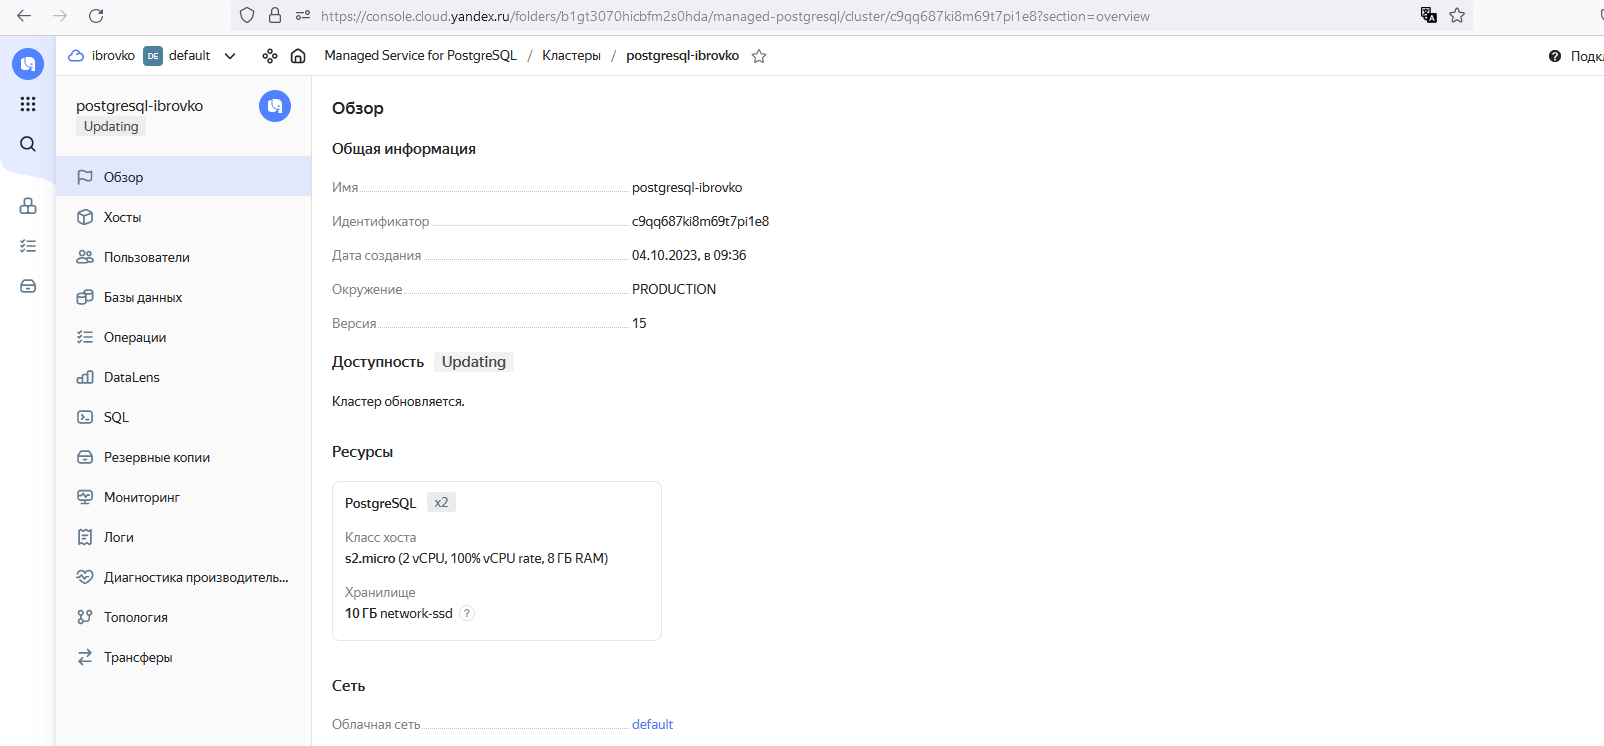 https://console.cloud.yandex.ru/folders/b1gt3070hicbfm2s0hda/managed-postgresql/cluster/c9qq687ki8m69t7pi1e8?section=overview
ibrovko DE default Managed Service for PostgreSQL / Кластеры / postgresql-ibrovko
postgresql-ibrovko
Updating
Обзор
Хосты
Пользователи
Базы данных
Операции
DataLens
SQL
Резервные копии
Мониторинг
Логи
Диагностика производитель...
Топология
Трансферы
Обзор
Общая информация
Имя postgresql-ibrovko
Идентификатор c9qq687ki8m69t7pi1e8
Дата создания 04.10.2023, в 09:36
Окружение PRODUCTION
Версия 15
Доступность Updating
Кластер обновляется.
Ресурсы
PostgreSQL x2
Класс хоста
s2.micro (2 vCPU, 100% vCPU rate, 8 ГБ RAM)
Хранилище
10 ГБ network-ssd ?
Сеть
Облачная сеть default